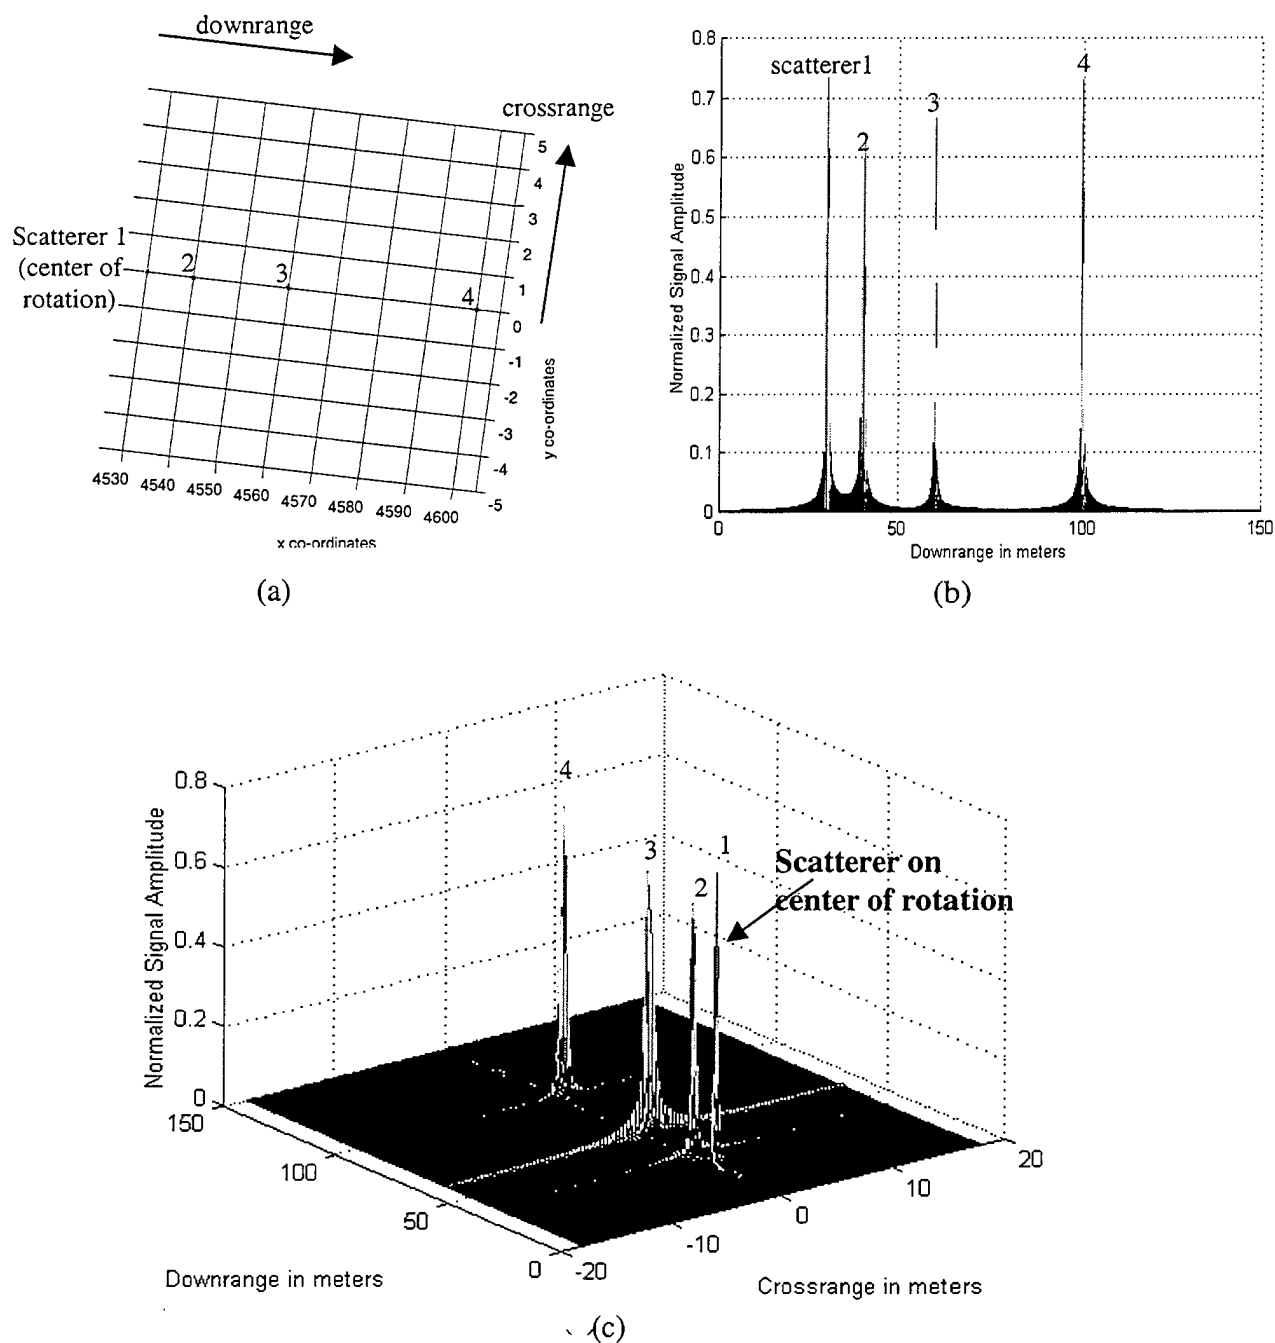 downrange
crossrange
5
4
3
2
1
0
-1
-2
-3
-4
-5
y co-ordinates
Scatterer 1
(center of
rotation)
2
3
4
4530 4540 4550 4560 4570 4580 4590 4600
x co-ordinates
(a)
0.8
0.7
0.6
0.5
0.4
0.3
0.2
0.1
0
Normalized Signal Amplitude
scatterer1
2
3
4
0 50 100 150
Downrange in meters
(b)
0.8
0.6
0.4
0.2
0
Normalized Signal Amplitude
4
3
2
1
Scatterer on
center of rotation
150
100
50
0
Downrange in meters
-20
-10
0
10
20
Crossrange in meters
(c)